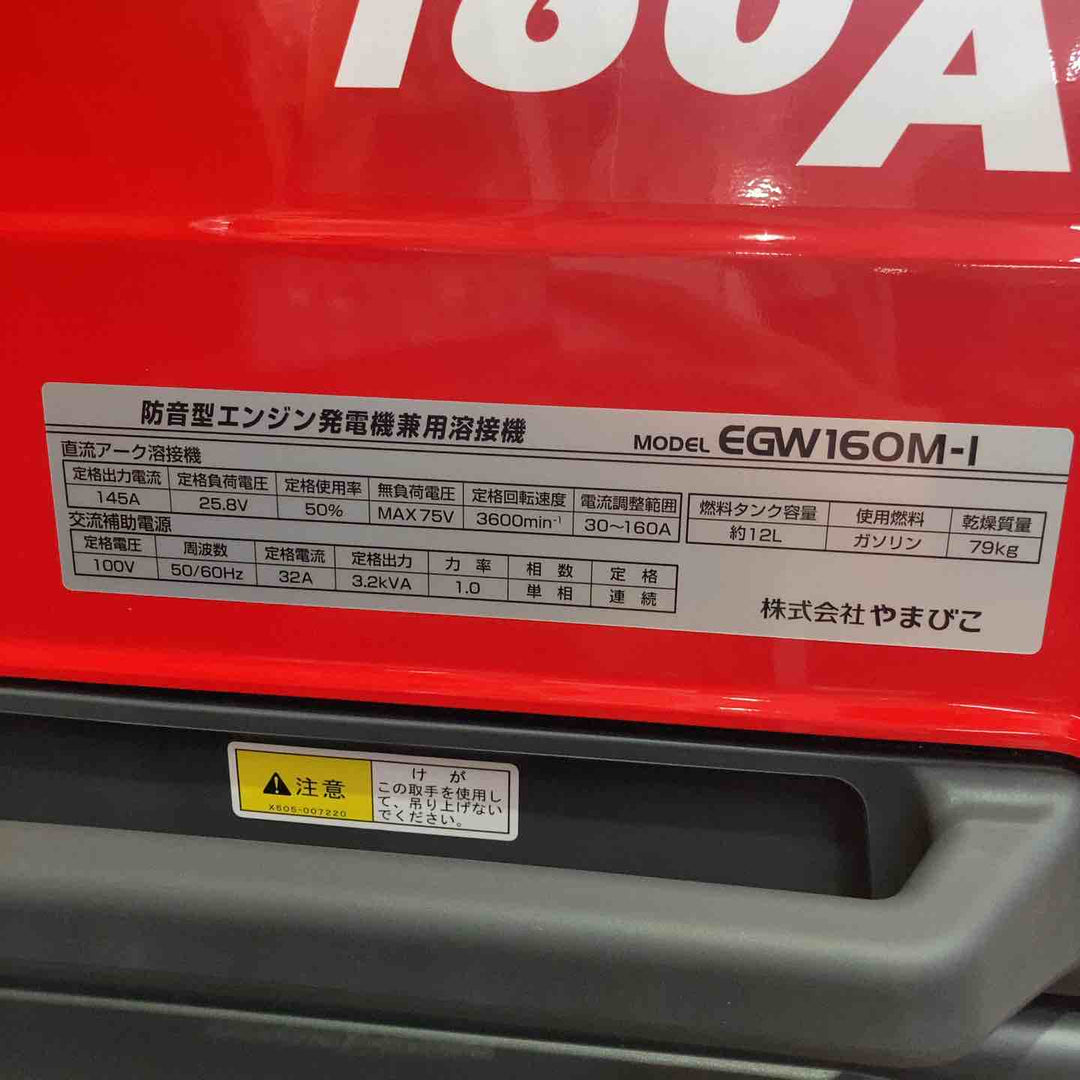 160A
防音型エンジン発電機兼用溶接機 MODEL EGW160M-I
直流アーク溶接機
定格出力電流 定格負荷電圧 定格使用率 無負荷電圧 定格回転速度 電流調整範囲 燃料タンク容量 使用燃料 乾燥質量
145A 25.8V 50% MAX75V 3600min⁻¹ 30～160A 約12L ガソリン 79kg
交流補助電源
定格電圧 周波数 定格電流 定格出力 力率 相数 定格
100V 50/60Hz 32A 3.2kVA 1.0 単相 連続
株式会社やまびこ
注意
X505-007220
けが
この取手を使用し
て、吊り上げない
でください。